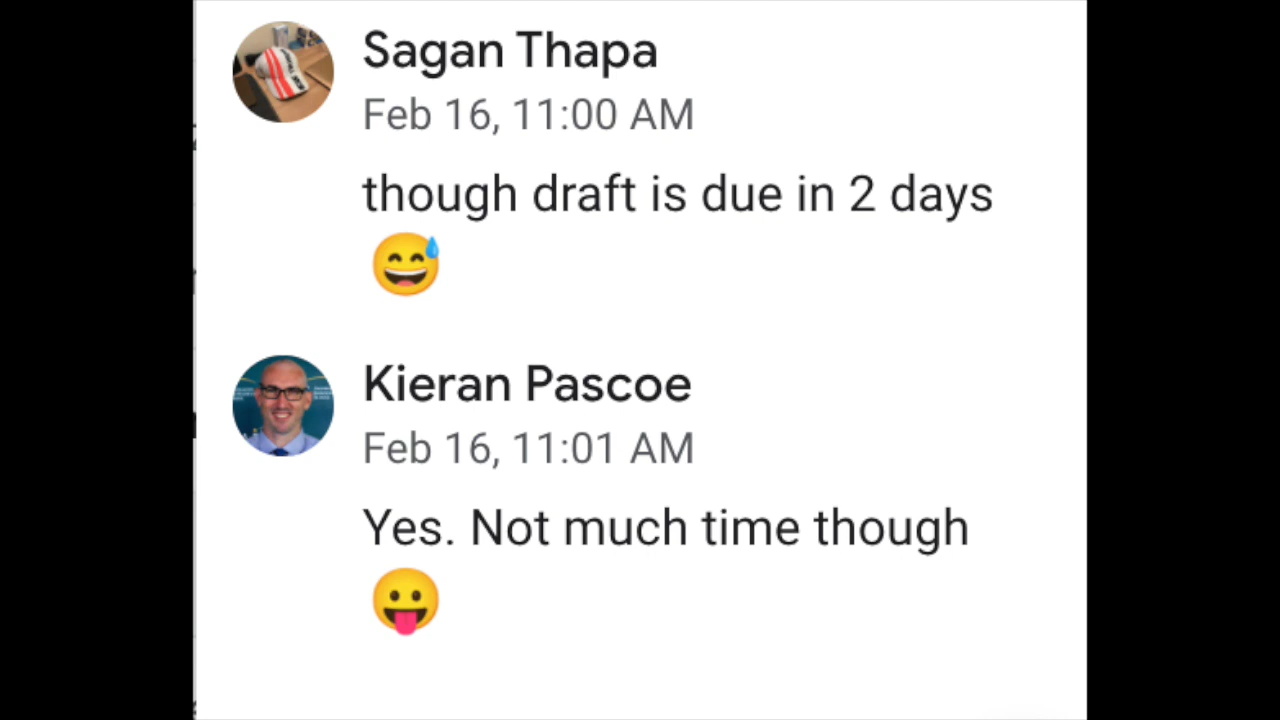 Sagan Thapa
Feb 16, 11:00 AM
though draft is due in 2 days
😅
Kieran Pascoe
Feb 16, 11:01 AM
Yes. Not much time though
😛